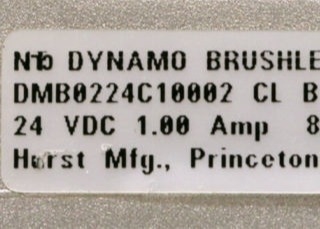 DYNAMO BRUSHLE
DMB0224C10002 CL B
24 VDC 1.00 Amp 8
Hurst Mfg., Princeton